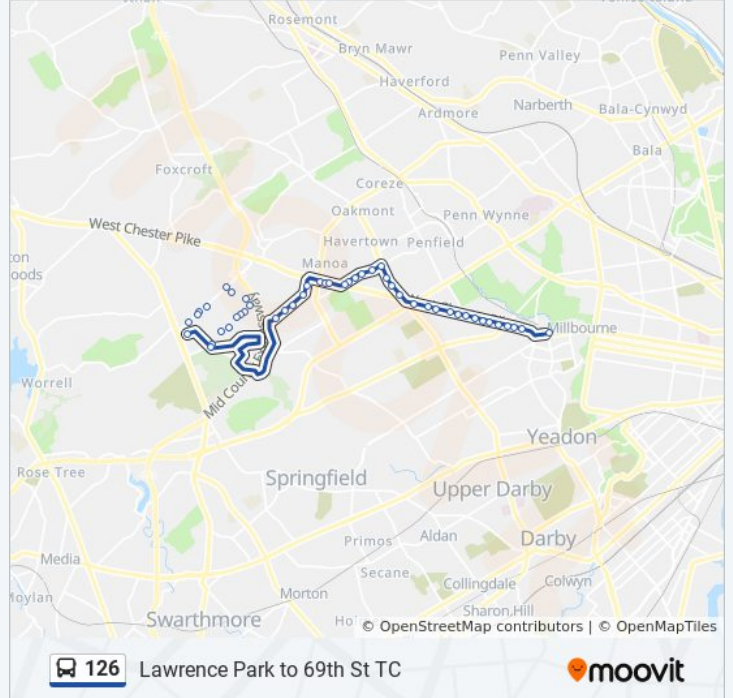 Rosemont
Bryn Mawr
Penn Valley
Haverford
Narberth
Bala-Cynwyd
Ardmore
Bala
Foxcroft
Coreze
Oakmont
Penn Wynne
West Chester Pike
Havertown
Penfield
Manoa
Millbourne
Worrell
Yeadon
Rose Tree
Springfield
Upper Darby
Aldan
Darby
Primos
Media
Secane
Collingdale
Colwyn
Morton
Sharon Hill
Swarthmore
© OpenStreetMap contributors | © OpenMapTiles
126 Lawrence Park to 69th St TC
moovit